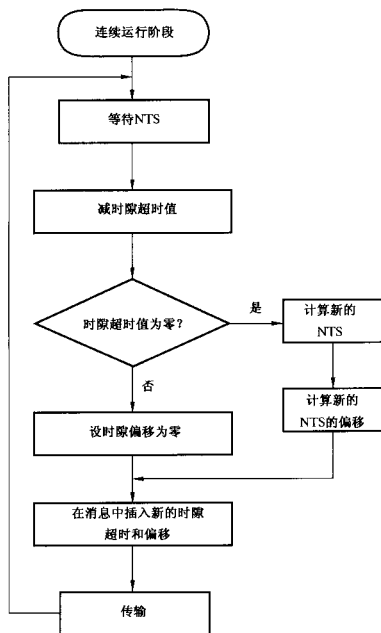 连续运行阶段
等待NTS
减时隙超时值
时隙超时值为零?
是
计算新的
NTS
否
计算新的
NTS的偏移
设时隙偏移为零
在消息中插入新的时隙
超时和偏移
传输